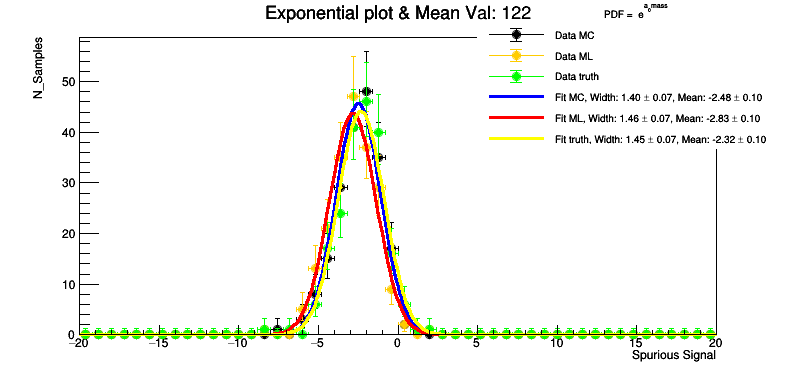 Exponential plot & Mean Val: 122
PDF = e^{a_0 mass}
Data MC
Data ML
Data truth
Fit MC, Width: 1.40 ± 0.07, Mean: -2.48 ± 0.10
Fit ML, Width: 1.46 ± 0.07, Mean: -2.83 ± 0.10
Fit truth, Width: 1.45 ± 0.07, Mean: -2.32 ± 0.10
N_Samples
50
40
30
20
10
0
−20 −15 −10 −5 0 5 10 15 20
Spurious Signal